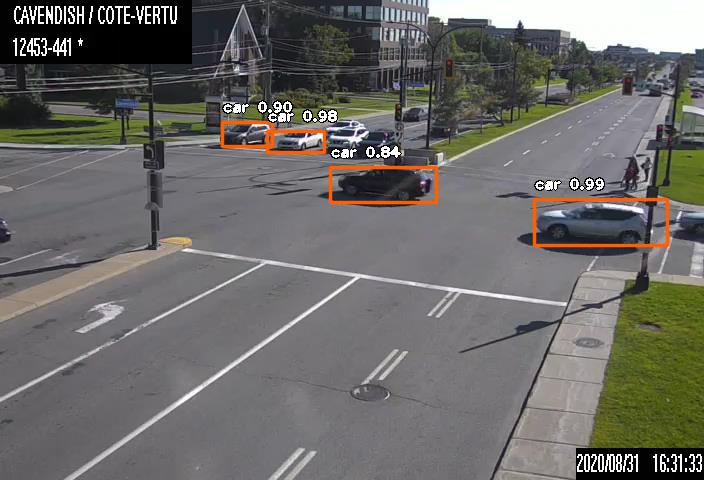 CAVENDISH / COTE-VERTU
12453-441 *
car 0.90
car 0.98
car 0.84
car 0.99
2020/08/31 16:31:33